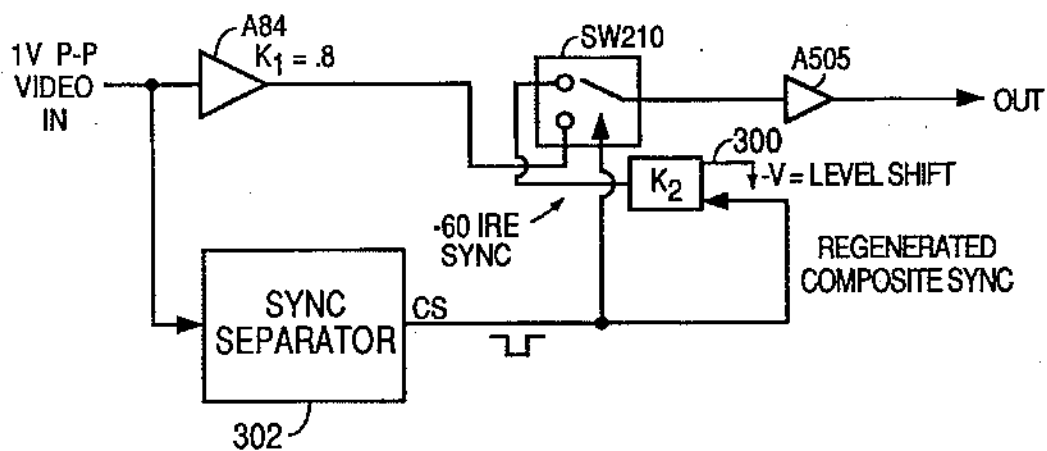 1V P-P
VIDEO
IN
A84
K1 = .8
SW210
A505
OUT
300
K2
-V = LEVEL SHIFT
-60 IRE
SYNC
REGENERATED
COMPOSITE SYNC
SYNC
SEPARATOR
CS
302